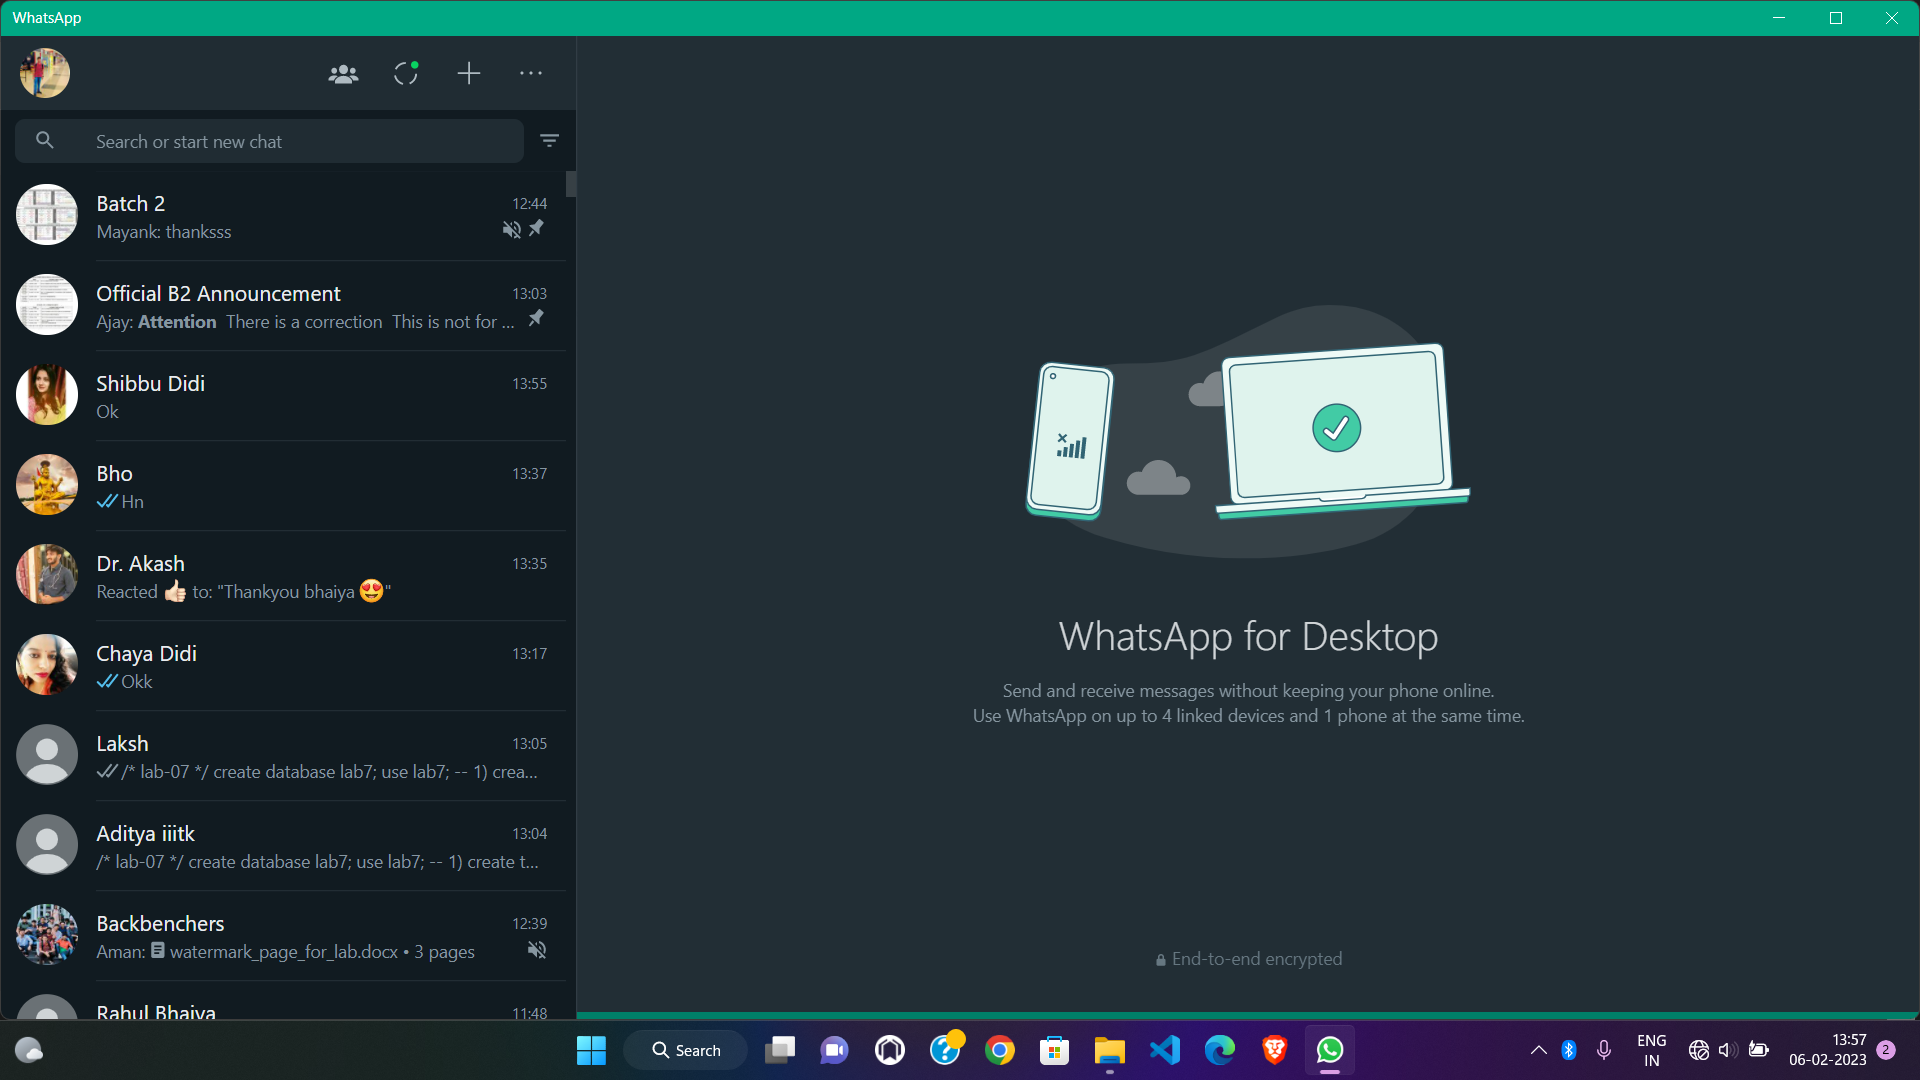 WhatsApp
Search or start new chat
Batch 2 12:44
Mayank: thanksss
Official B2 Announcement 13:03
Ajay: Attention There is a correction This is not for ...
Shibbu Didi 13:55
Ok
Bho 13:37
Hn
Dr. Akash 13:35
Reacted 👍🏻 to: "Thankyou bhaiya 😍"
Chaya Didi 13:17
Okk
Laksh 13:05
/* lab-07 */ create database lab7; use lab7; -- 1) crea...
Aditya iiitk 13:04
/* lab-07 */ create database lab7; use lab7; -- 1) create t...
Backbenchers 12:39
Aman: watermark_page_for_lab.docx • 3 pages
Rahul Bhaiya 11:48
WhatsApp for Desktop
Send and receive messages without keeping your phone online.
Use WhatsApp on up to 4 linked devices and 1 phone at the same time.
End-to-end encrypted
Search
ENG
IN
13:57
06-02-2023
2